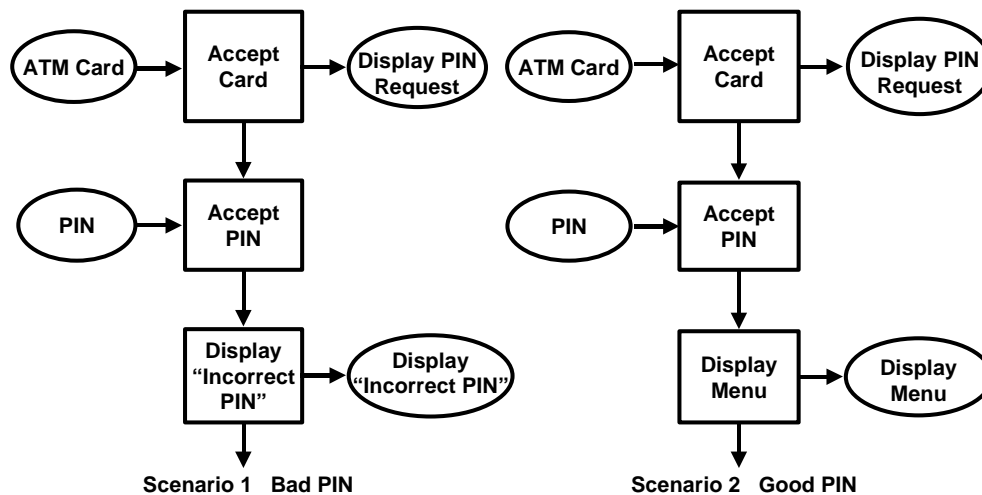 ATM Card
Accept
Card
Display PIN
Request
PIN
Accept
PIN
Display
“Incorrect
PIN”
Display
“Incorrect PIN”
Scenario 1 Bad PIN
ATM Card
Accept
Card
Display PIN
Request
PIN
Accept
PIN
Display
Menu
Display
Menu
Scenario 2 Good PIN